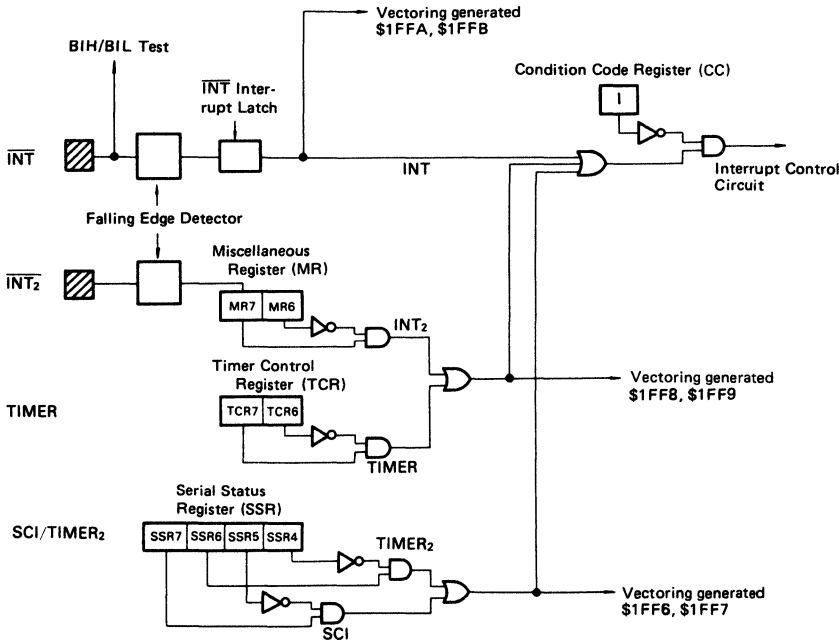 Vectoring generated
$1FFA, $1FFB
BIH/BIL Test
Condition Code Register (CC)
INT Inter-
rupt Latch
I
INT
INT
Interrupt Control
Circuit
Falling Edge Detector
Miscellaneous
Register (MR)
INT₂
MR7 MR6
INT₂
Timer Control
Register (TCR)
Vectoring generated
$1FF8, $1FF9
TIMER
TCR7 TCR6
TIMER
Serial Status
Register (SSR)
SCI/TIMER₂
SSR7 SSR6 SSR5 SSR4
TIMER₂
Vectoring generated
$1FF6, $1FF7
SCI